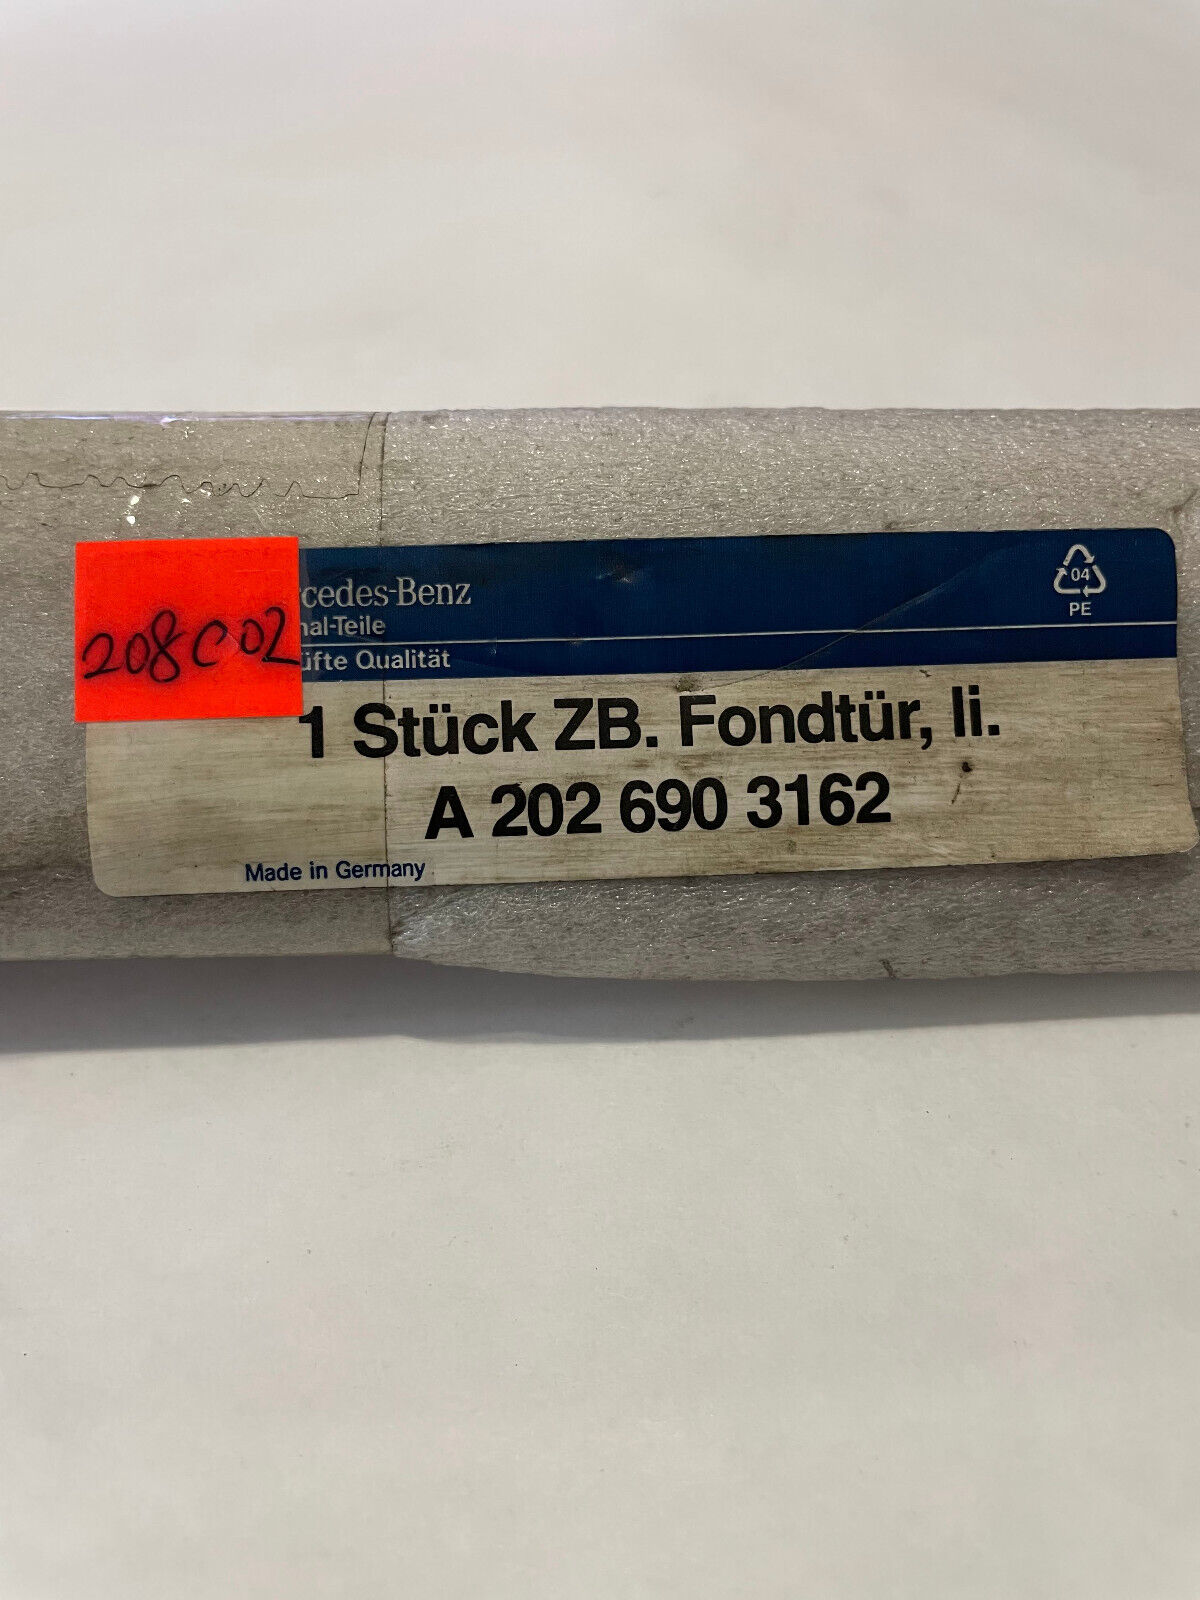 208C02
rcedes-Benz
nal-Teile
üfte Qualität
04
PE
1 Stück ZB. Fondtür, li.
A 202 690 3162
Made in Germany